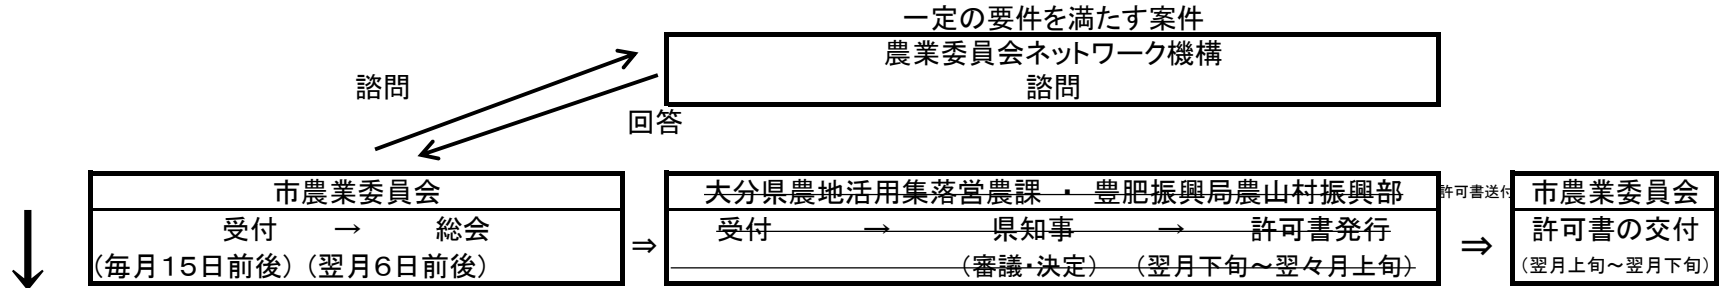 一定の要件を満たす案件
農業委員会ネットワーク機構
諮問
諮問
回答
市農業委員会
受付 → 総会
(毎月15日前後) (翌月6日前後)
⇒
大分県農地活用集落営農課 ・ 豊肥振興局農山村振興部
受付 → 県知事 → 許可書発行
(審議・決定) (翌月下旬~翌々月上旬)
許可書送付
⇒
市農業委員会
許可書の交付
(翌月上旬~翌月下旬)